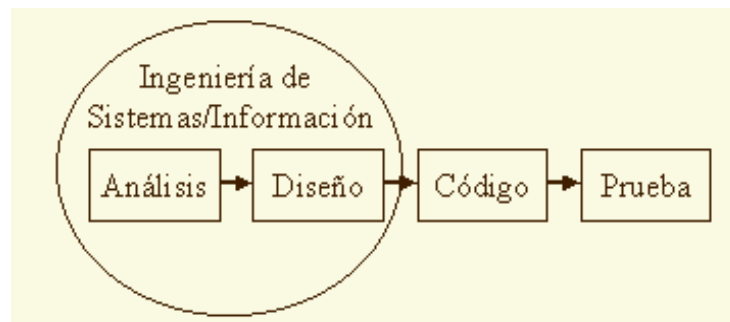 Ingeniería de
Sistemas/Información
Análisis
Diseño
Código
Prueba